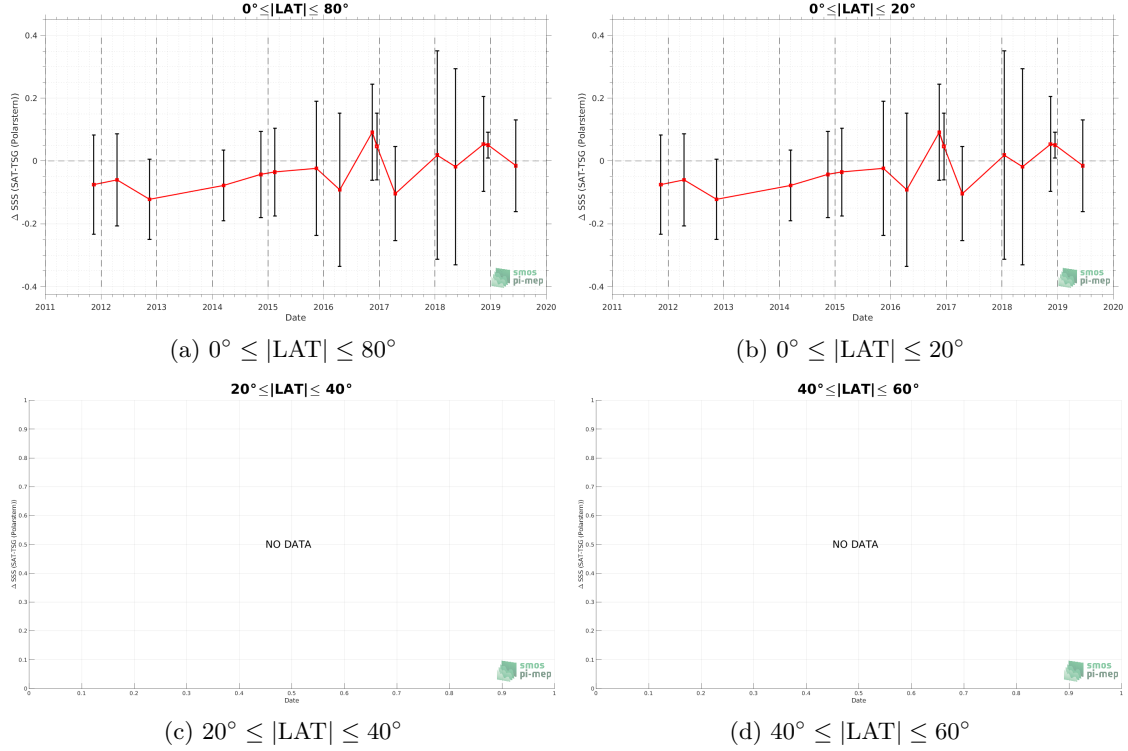 0°≤|LAT|≤ 80°
Δ SSS (SAT-TSG (Polarstern))
0.4
0.2
0
-0.2
-0.4
2011 2012 2013 2014 2015 2016 2017 2018 2019 2020
Date
smos
pi-mep
(a) 0° ≤ |LAT| ≤ 80°
0°≤|LAT|≤ 20°
Δ SSS (SAT-TSG (Polarstern))
0.4
0.2
0
-0.2
-0.4
2011 2012 2013 2014 2015 2016 2017 2018 2019 2020
Date
smos
pi-mep
(b) 0° ≤ |LAT| ≤ 20°
20°≤|LAT|≤ 40°
Δ SSS (SAT-TSG (Polarstern))
1
0.9
0.8
0.7
0.6
0.5
0.4
0.3
0.2
0.1
0
NO DATA
0 0.1 0.2 0.3 0.4 0.5 0.6 0.7 0.8 0.9 1
Date
smos
pi-mep
(c) 20° ≤ |LAT| ≤ 40°
40°≤|LAT|≤ 60°
Δ SSS (SAT-TSG (Polarstern))
1
0.9
0.8
0.7
0.6
0.5
0.4
0.3
0.2
0.1
0
NO DATA
0 0.1 0.2 0.3 0.4 0.5 0.6 0.7 0.8 0.9 1
Date
smos
pi-mep
(d) 40° ≤ |LAT| ≤ 60°